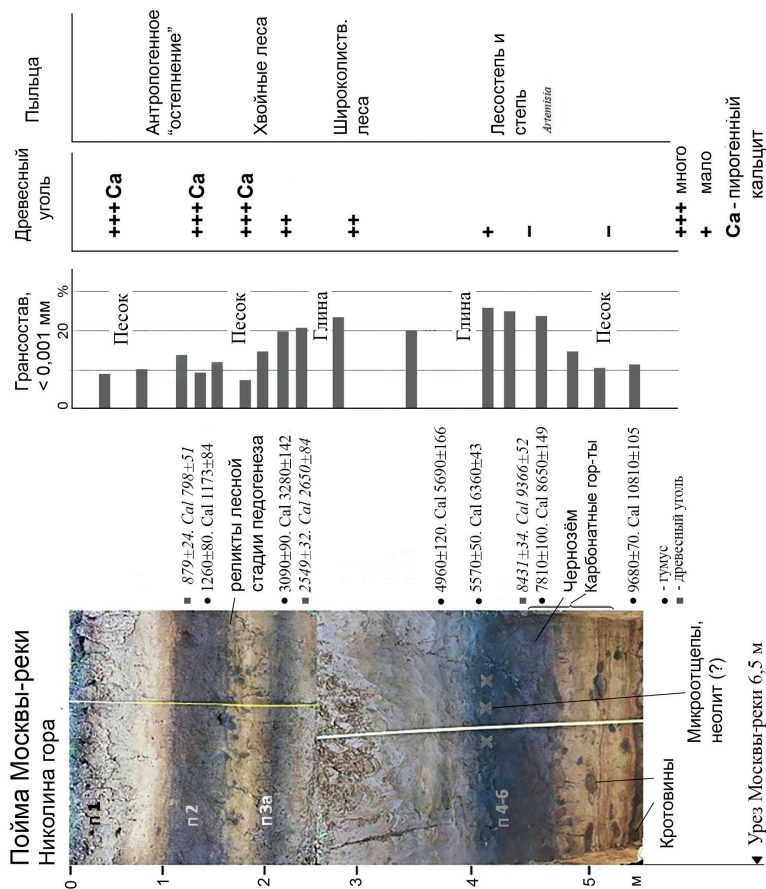 Пойма Москвы-реки
Николина гора
0
1
2
3
4
5
м
п 1
п 2
п 3а
п 4-6
Кротовины
Микроотщепы,
неолит (?)
Урез Москвы-реки 6,5 м
879±24. Cal 798±51
1260±80. Cal 1173±84
реликты лесной
стадии педогенеза
3090±90. Cal 3280±142
2549±32. Cal 2650±84
4960±120. Cal 5690±166
5570±50. Cal 6360±43
8431±34. Cal 9366±52
7810±100. Cal 8650±149
Чернозём
Карбонатные гор-ты
9680±70. Cal 10810±105
- гумус
- древесный уголь
Грансостав,
< 0,001 мм
0
20
%
Песок
Песок
Глина
Глина
Песок
Древесный
уголь
+++ Ca
+++ Ca
+++ Ca
++
++
+
–
–
+++ много
+ мало
Ca - пирогенный
кальцит
Пыльца
Антропогенное
“остепнение”
Хвойные леса
Широколиств.
леса
Лесостепь и
степь
Artemisia